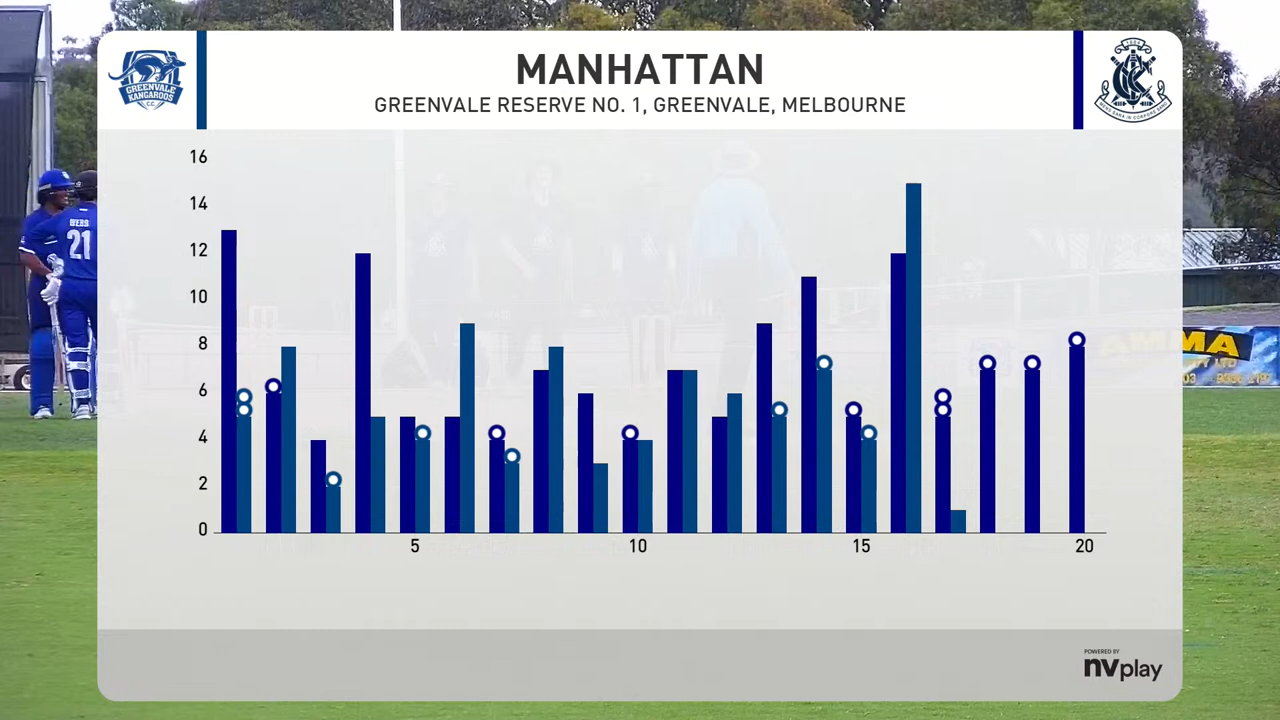 MANHATTAN
GREENVALE RESERVE NO. 1, GREENVALE, MELBOURNE
GREENVALE
KANGAROOS
C.C.
16
14
12
10
8
6
4
2
0
5
10
15
20
21
MMA
POWERED BY
nvplay